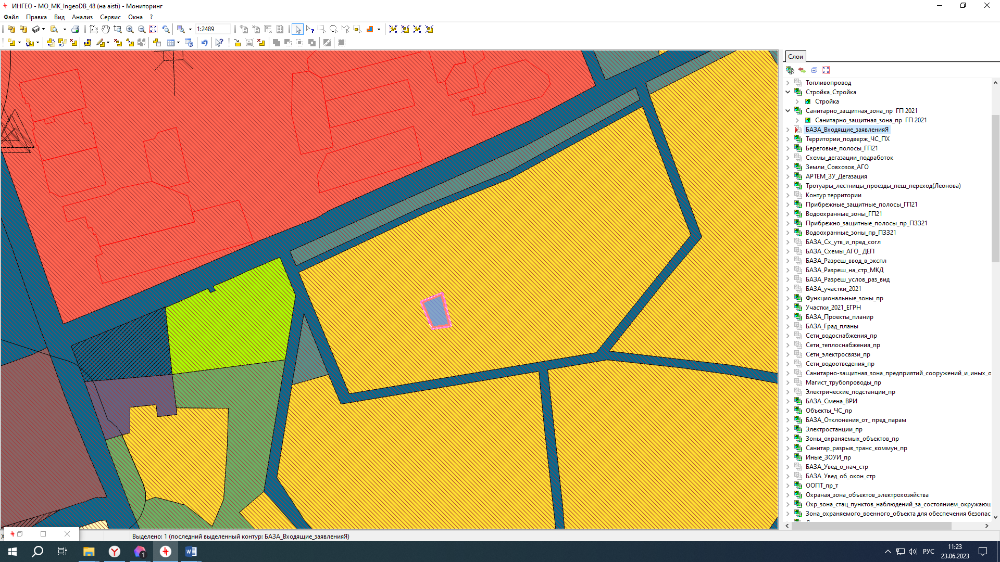 ИНГЕО - MO_MK_IngeoDB_48 (на aisti) - Мониторинг
Файл Правка Вид Анализ Сервис Окна ?
1:2489
Слои
Топливопровод
Стройка_Стройка
Стройка
Санитарно_защитная_зона_пр ГП 2021
Санитарно_защитная_зона_пр ГП 2021
БАЗА_Входящие_заявленияЯ
Территории_подверж_ЧС_ПХ
Береговые_полосы_ГП21
Схемы_дегазации_подработок
Земли_Совхозов_АГО
АРТЕМ_ЗУ_Дегазация
Тротуары_лестницы_проезды_пеш_переход(Леонова)
Контур территории
Прибрежные_защитные_полосы_ГП21
Водоохранные_зоны_ГП21
Прибрежно_защитные_полосы_пр_ПЗЗ21
Водоохранные_зоны_пр_ПЗЗ21
БАЗА_Сх_утв_и_пред_согл
БАЗА_Схемы_АГО_ ДЕП
БАЗА_Разреш_ввод_в_экспл
БАЗА_Разреш_на_стр_МКД
БАЗА_Разреш_услов_раз_вид
БАЗА_участки_2021
Функциональные_зоны_пр
Участки_2021_ЕГРН
БАЗА_Проекты_планир
БАЗА_Град_планы
Сети_водоснабжения_пр
Сети_теплоснабжения_пр
Сети_электросвязи_пр
Сети_водоотведения_пр
Санитарно-защитная_зона_предприятий_сооружений_и_иных_о
Магист_трубопроводы_пр
Электрические_подстанции_пр
БАЗА_Смена_ВРИ
Объекты_ЧС_пр
БАЗА_Отклонения_от_ пред_парам
Электростанции_пр
Зоны_охраняемых_объектов_пр
Санитар_разрыв_транс_коммун_пр
Иные_ЗОУИ_пр
БАЗА_Увед_о_нач_стр
БАЗА_Увед_об_окон_стр
ООПТ_пр_т
Охраная_зона_объектов_электрохозяйства
Охр_зона_стац_пунктов_наблюдений_за_состоянием_окружающ
Зона_охраняемого_военного_объекта для обеспечения безопас
Выделено: 1 (последний выделенный контур: БАЗА_Входящие_заявленияЯ)
1
РУС
11:23
23.06.2023